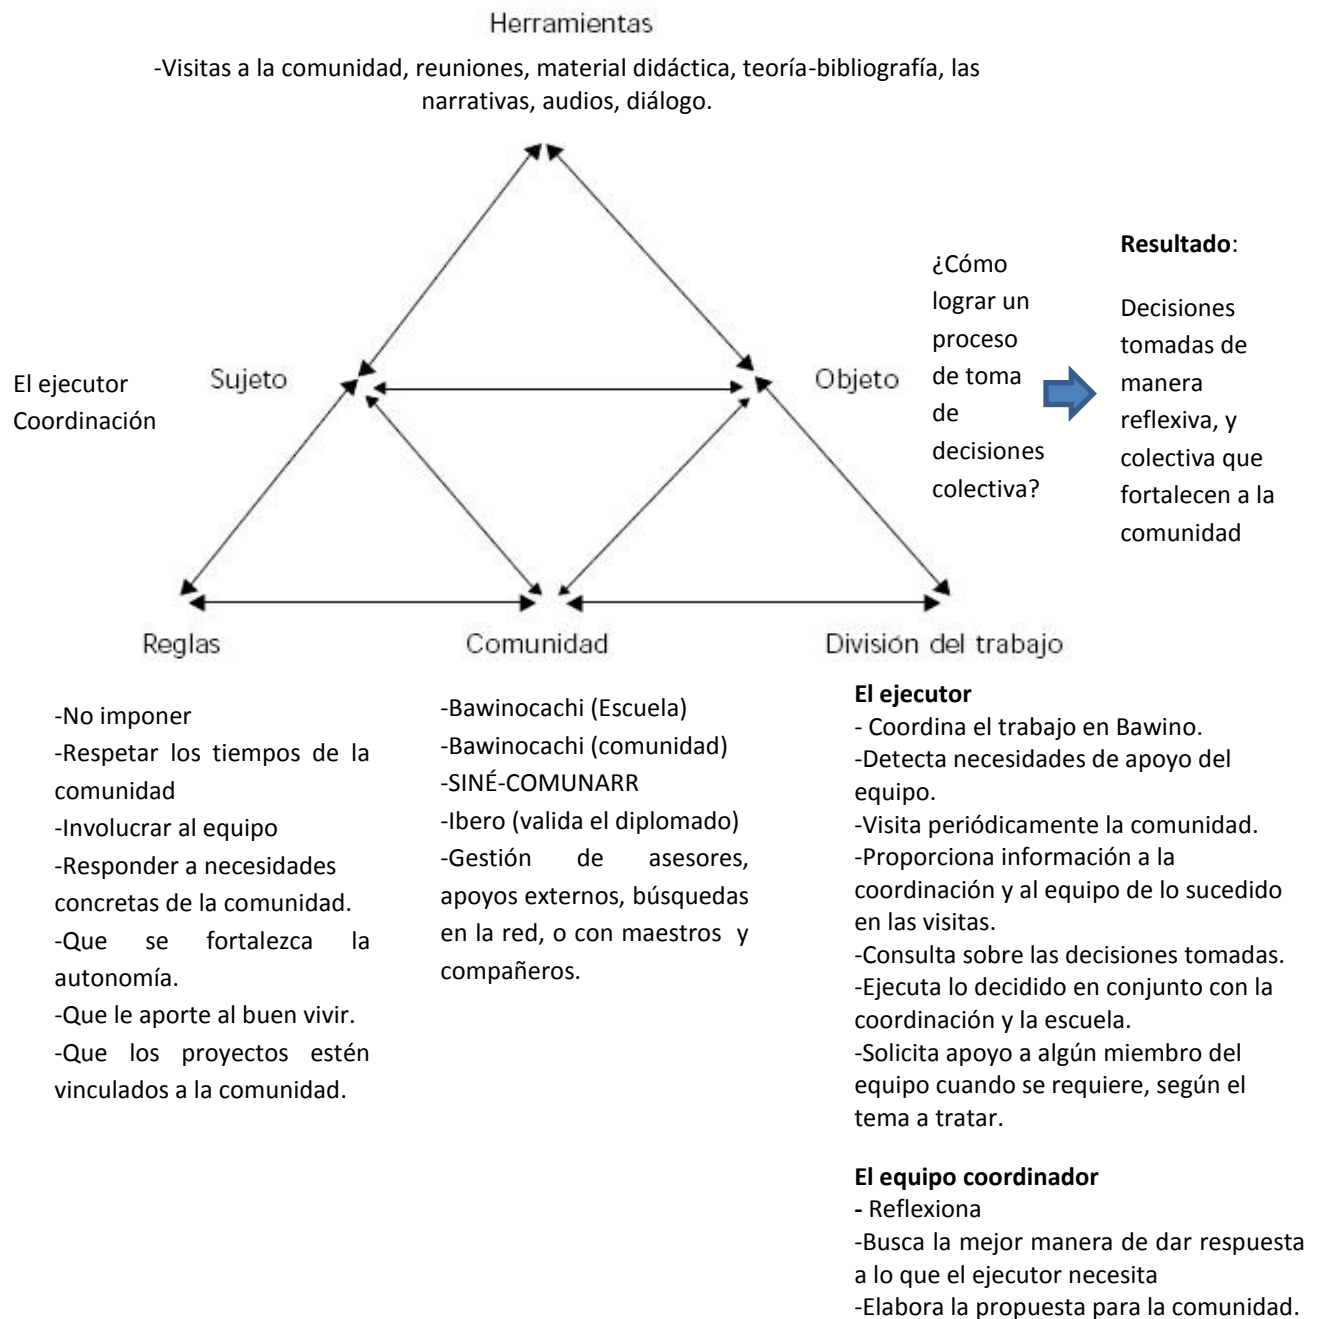 Herramientas
-Visitas a la comunidad, reuniones, material didáctica, teoría-bibliografía, las
narrativas, audios, diálogo.
El ejecutor
Coordinación
Sujeto
Objeto
¿Cómo
lograr un
proceso
de toma
de
decisiones
colectiva?
Resultado:
Decisiones
tomadas de
manera
reflexiva, y
colectiva que
fortalecen a la
comunidad
Reglas
-No imponer
-Respetar los tiempos de la
comunidad
-Involucrar al equipo
-Responder a necesidades
concretas de la comunidad.
-Que se fortalezca la
autonomía.
-Que le aporte al buen vivir.
-Que los proyectos estén
vinculados a la comunidad.
Comunidad
-Bawinocachi (Escuela)
-Bawinocachi (comunidad)
-SINÉ-COMUNARR
-Ibero (valida el diplomado)
-Gestión de asesores,
apoyos externos, búsquedas
en la red, o con maestros y
compañeros.
División del trabajo
El ejecutor
- Coordina el trabajo en Bawino.
-Detecta necesidades de apoyo del
equipo.
-Visita periódicamente la comunidad.
-Proporciona información a la
coordinación y al equipo de lo sucedido
en las visitas.
-Consulta sobre las decisiones tomadas.
-Ejecuta lo decidido en conjunto con la
coordinación y la escuela.
-Solicita apoyo a algún miembro del
equipo cuando se requiere, según el
tema a tratar.
El equipo coordinador
- Reflexiona
-Busca la mejor manera de dar respuesta
a lo que el ejecutor necesita
-Elabora la propuesta para la comunidad.